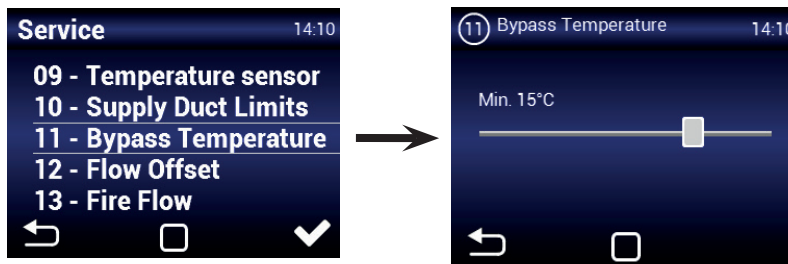 Service 14:10
09 - Temperature sensor
10 - Supply Duct Limits
11 - Bypass Temperature
12 - Flow Offset
13 - Fire Flow
11 Bypass Temperature 14:10
Min. 15°C